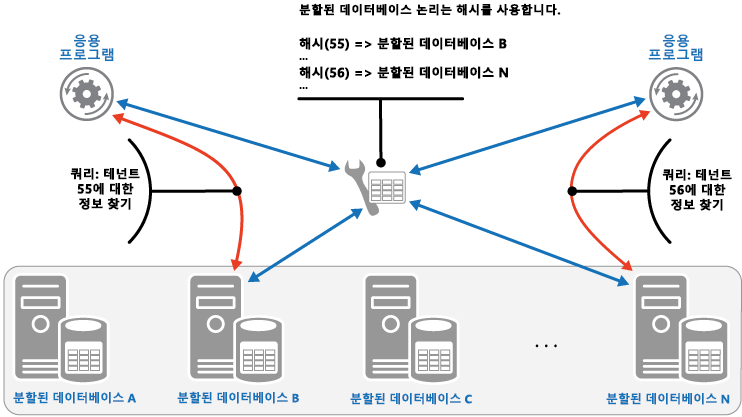 분할된 데이터베이스 논리는 해시를 사용합니다.
해시(55) => 분할된 데이터베이스 B
...
해시(56) => 분할된 데이터베이스 N
...
응용
프로그램
응용
프로그램
쿼리: 테넌트
55에 대한
정보 찾기
쿼리: 테넌트
56에 대한
정보 찾기
...
분할된 데이터베이스 A
분할된 데이터베이스 B
분할된 데이터베이스 C
분할된 데이터베이스 N